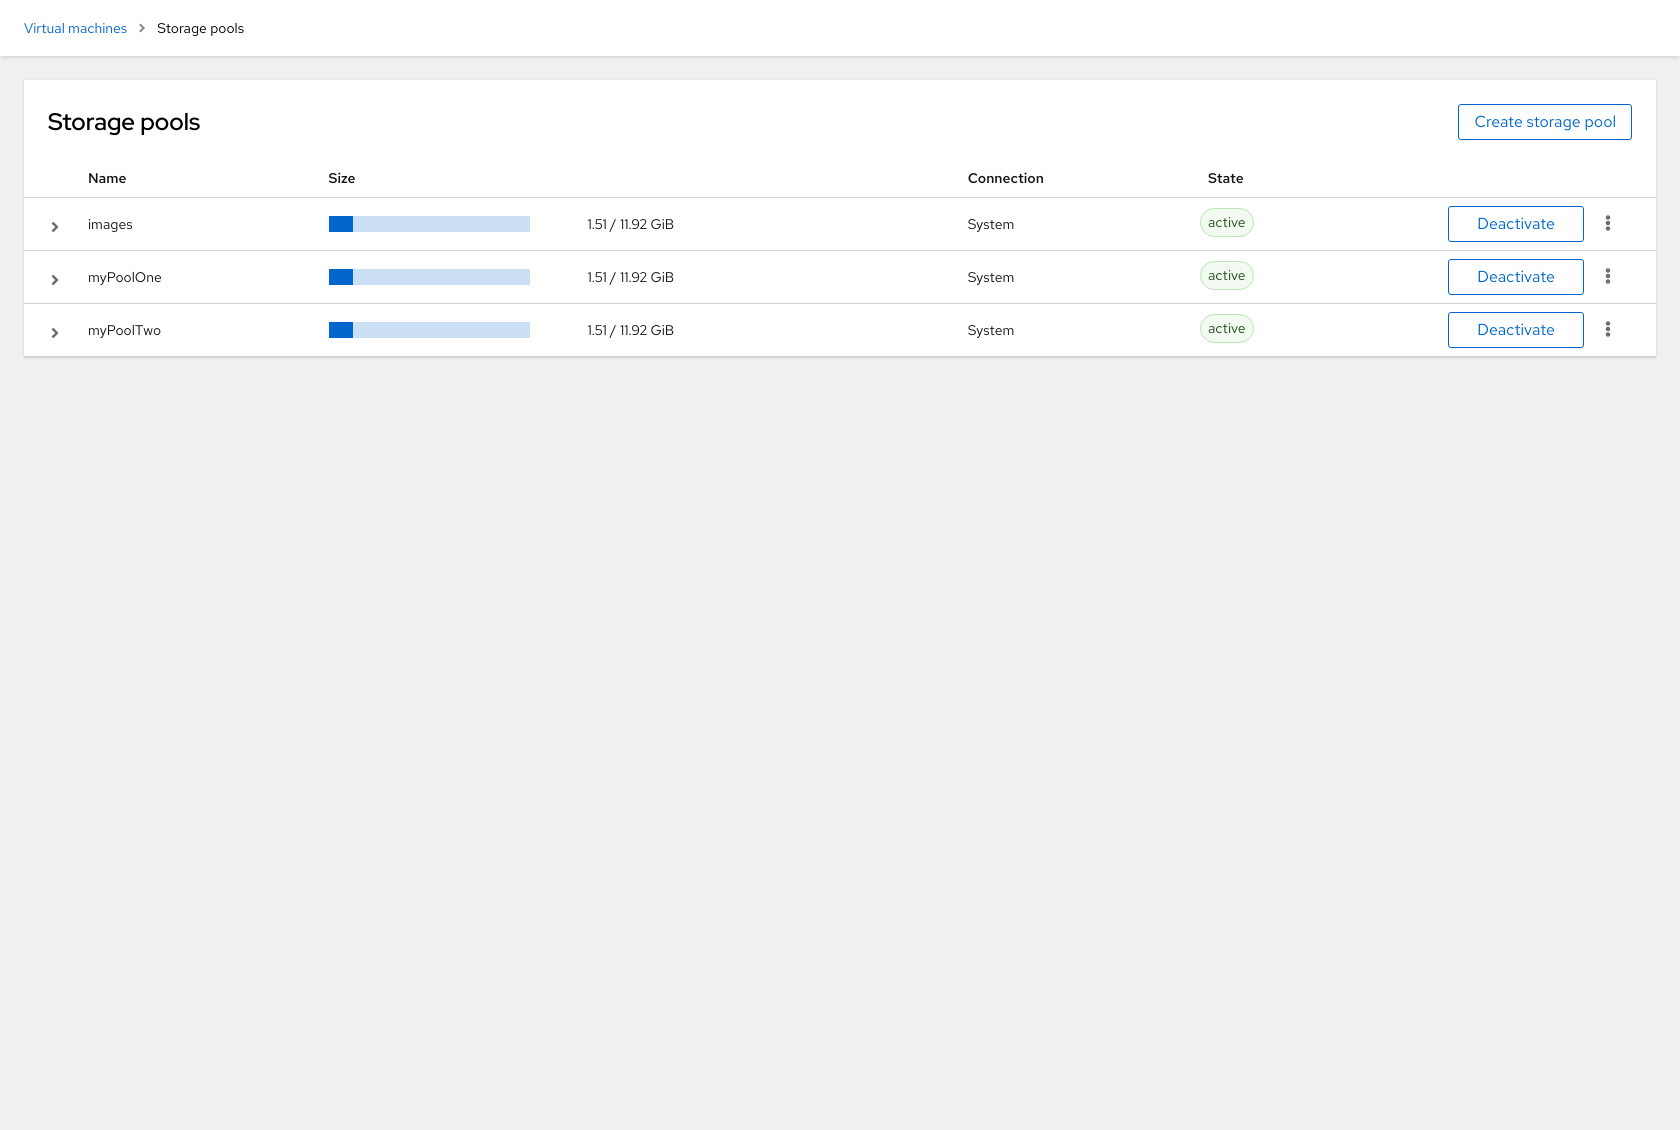 Virtual machines Storage pools
Storage pools Create storage pool
Name Size Connection State
images 1.51 / 11.92 GiB System active Deactivate
myPoolOne 1.51 / 11.92 GiB System active Deactivate
myPoolTwo 1.51 / 11.92 GiB System active Deactivate